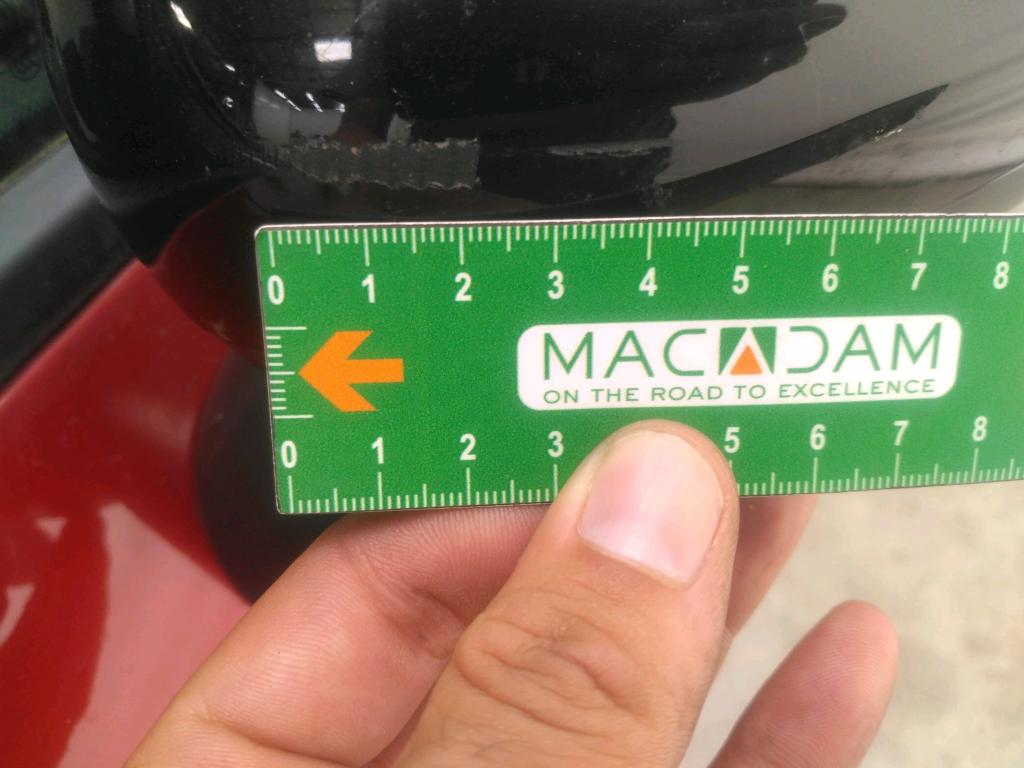 0 1 2 3 4 5 6 7 8
MACADAM
ON THE ROAD TO EXCELLENCE
0 1 2 3 5 6 7 8